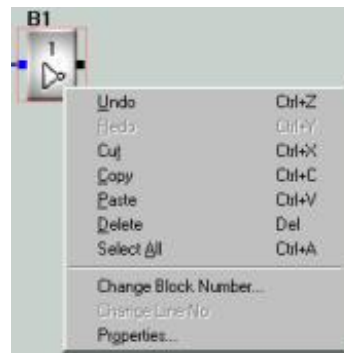 B1
1
Undo Ctrl+Z
Redo Ctrl+Y
Cut Ctrl+X
Copy Ctrl+C
Paste Ctrl+V
Delete Del
Select All Ctrl+A
Change Block Number...
Change Line No
Properties...